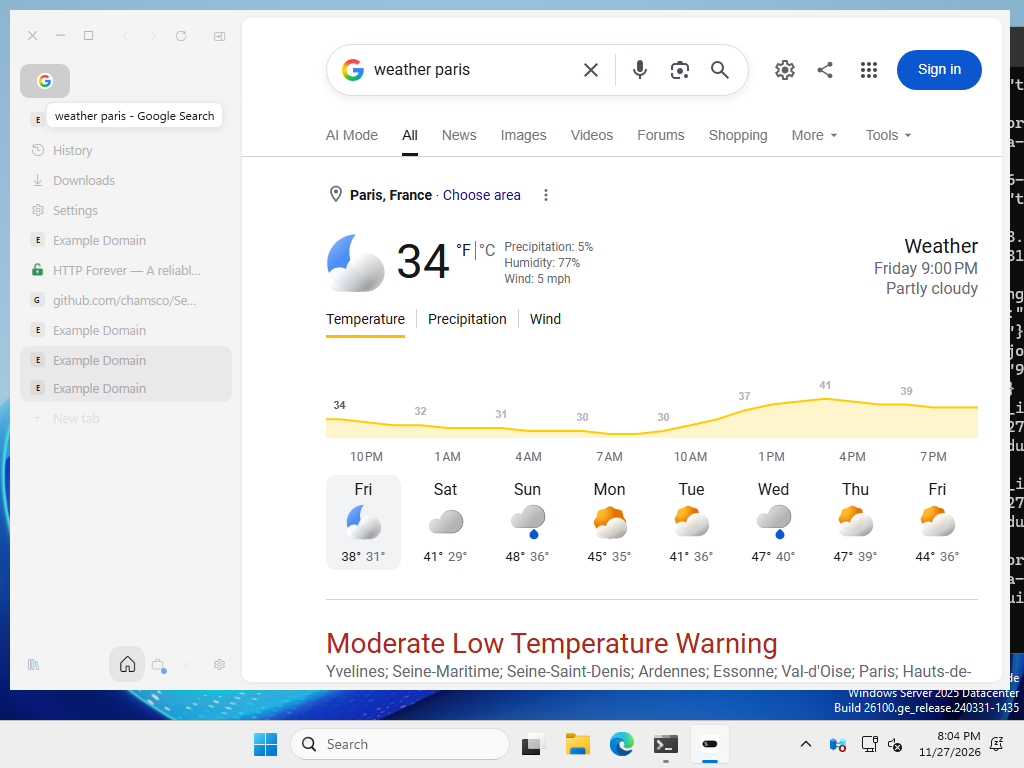 weather paris
Sign in
weather paris - Google Search
E
AI Mode
All
News
Images
Videos
Forums
Shopping
More
Tools
History
Downloads
Settings
E Example Domain
HTTP Forever — A reliabl...
G github.com/chamsco/Se...
E Example Domain
E Example Domain
E Example Domain
New tab
Paris, France · Choose area
34 °F | °C
Precipitation: 5%
Humidity: 77%
Wind: 5 mph
Weather
Friday 9:00 PM
Partly cloudy
Temperature
Precipitation
Wind
34 32 31 30 30 37 41 39
10 PM 1 AM 4 AM 7 AM 10 AM 1 PM 4 PM 7 PM
Fri Sat Sun Mon Tue Wed Thu Fri
38° 31° 41° 29° 48° 36° 45° 35° 41° 36° 47° 40° 47° 39° 44° 36°
Moderate Low Temperature Warning
Yvelines; Seine-Maritime; Seine-Saint-Denis; Ardennes; Essonne; Val-d'Oise; Paris; Hauts-de-
Windows Server 2025 Datacenter
Build 26100.ge_release.240331-1435
Search
8:04 PM
11/27/2026